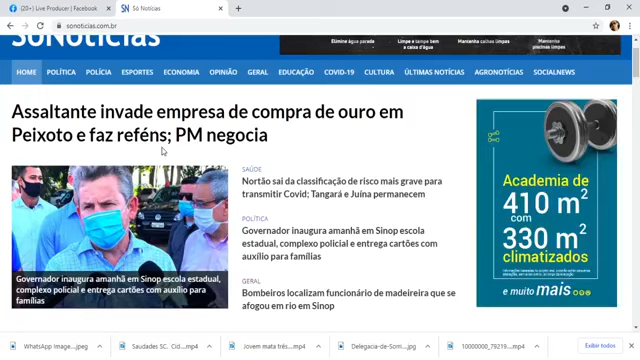 (20+) Live Producer | Facebook
SN Só Notícias
sonoticias.com.br
SóNotícias
Elimine água parada
Limpe e tampe bem a caixa d'água
Mantenha calhas limpas
Mantenha piscinas limpas
HOME POLÍTICA POLÍCIA ESPORTES ECONOMIA OPINIÃO GERAL EDUCAÇÃO COVID-19 CULTURA ÚLTIMAS NOTÍCIAS AGRONOTÍCIAS SOCIALNEWS
Assaltante invade empresa de compra de ouro em
Peixoto e faz reféns; PM negocia
Governador inaugura amanhã em Sinop escola estadual,
complexo policial e entrega cartões com auxílio para
famílias
SAÚDE
Nortão sai da classificação de risco mais grave para
transmitir Covid; Tangará e Juína permanecem
POLÍTICA
Governador inaugura amanhã em Sinop escola
estadual, complexo policial e entrega cartões com
auxílio para famílias
GERAL
Bombeiros localizam funcionário de madeireira que se
afogou em rio em Sinop
Academia de
410 m²
com
330 m²
climatizados
e muito mais
WhatsApp Image....jpeg
Saudades SC. Cid....mp4
Jovem mata três....mp4
Delegacia-de-Som....jpg
10000000_79219....mp4
Exibir todos